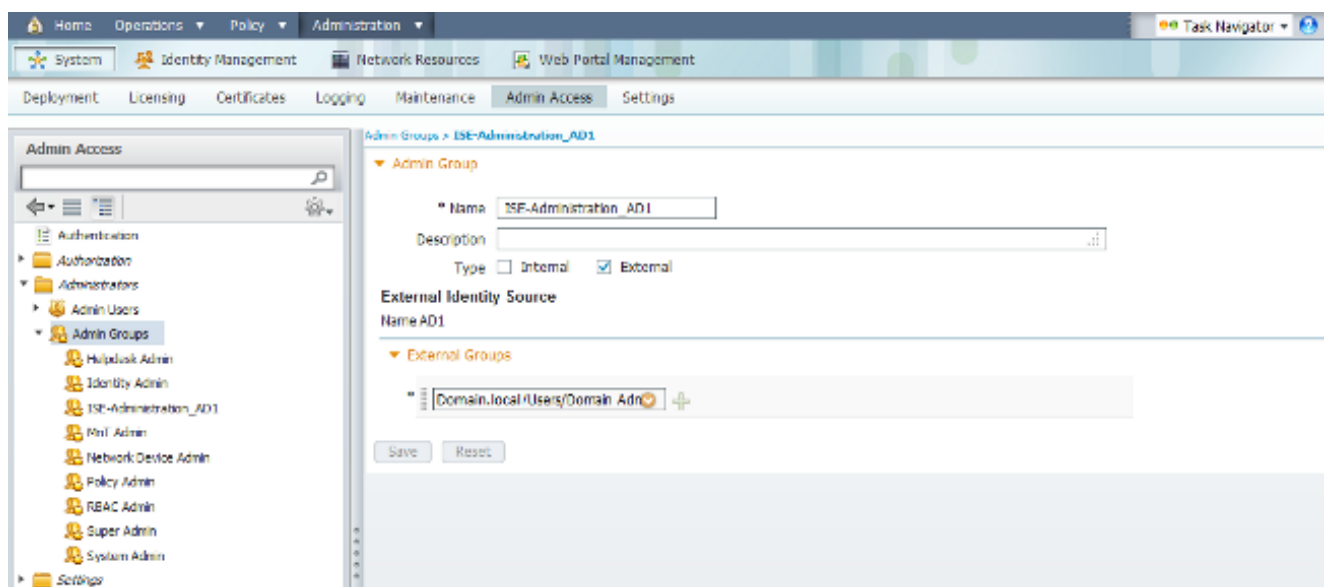 Home Operations ▼ Policy ▼ Administration ▼ Task Navigator ▼
System Identity Management Network Resources Web Portal Management
Deployment Licensing Certificates Logging Maintenance Admin Access Settings
Admin Access
Authentication
Authorization
Administrators
Admin Users
Admin Groups
Helpdesk Admin
Identity Admin
ISE-Administration_AD1
MnT Admin
Network Device Admin
Policy Admin
RBAC Admin
Super Admin
System Admin
Settings
Admin Groups > ISE-Administration_AD1
Admin Group
* Name ISE-Administration_AD1
Description
Type Internal External
External Identity Source
Name AD1
External Groups
* Domain.local/Users/Domain Adm
Save Reset